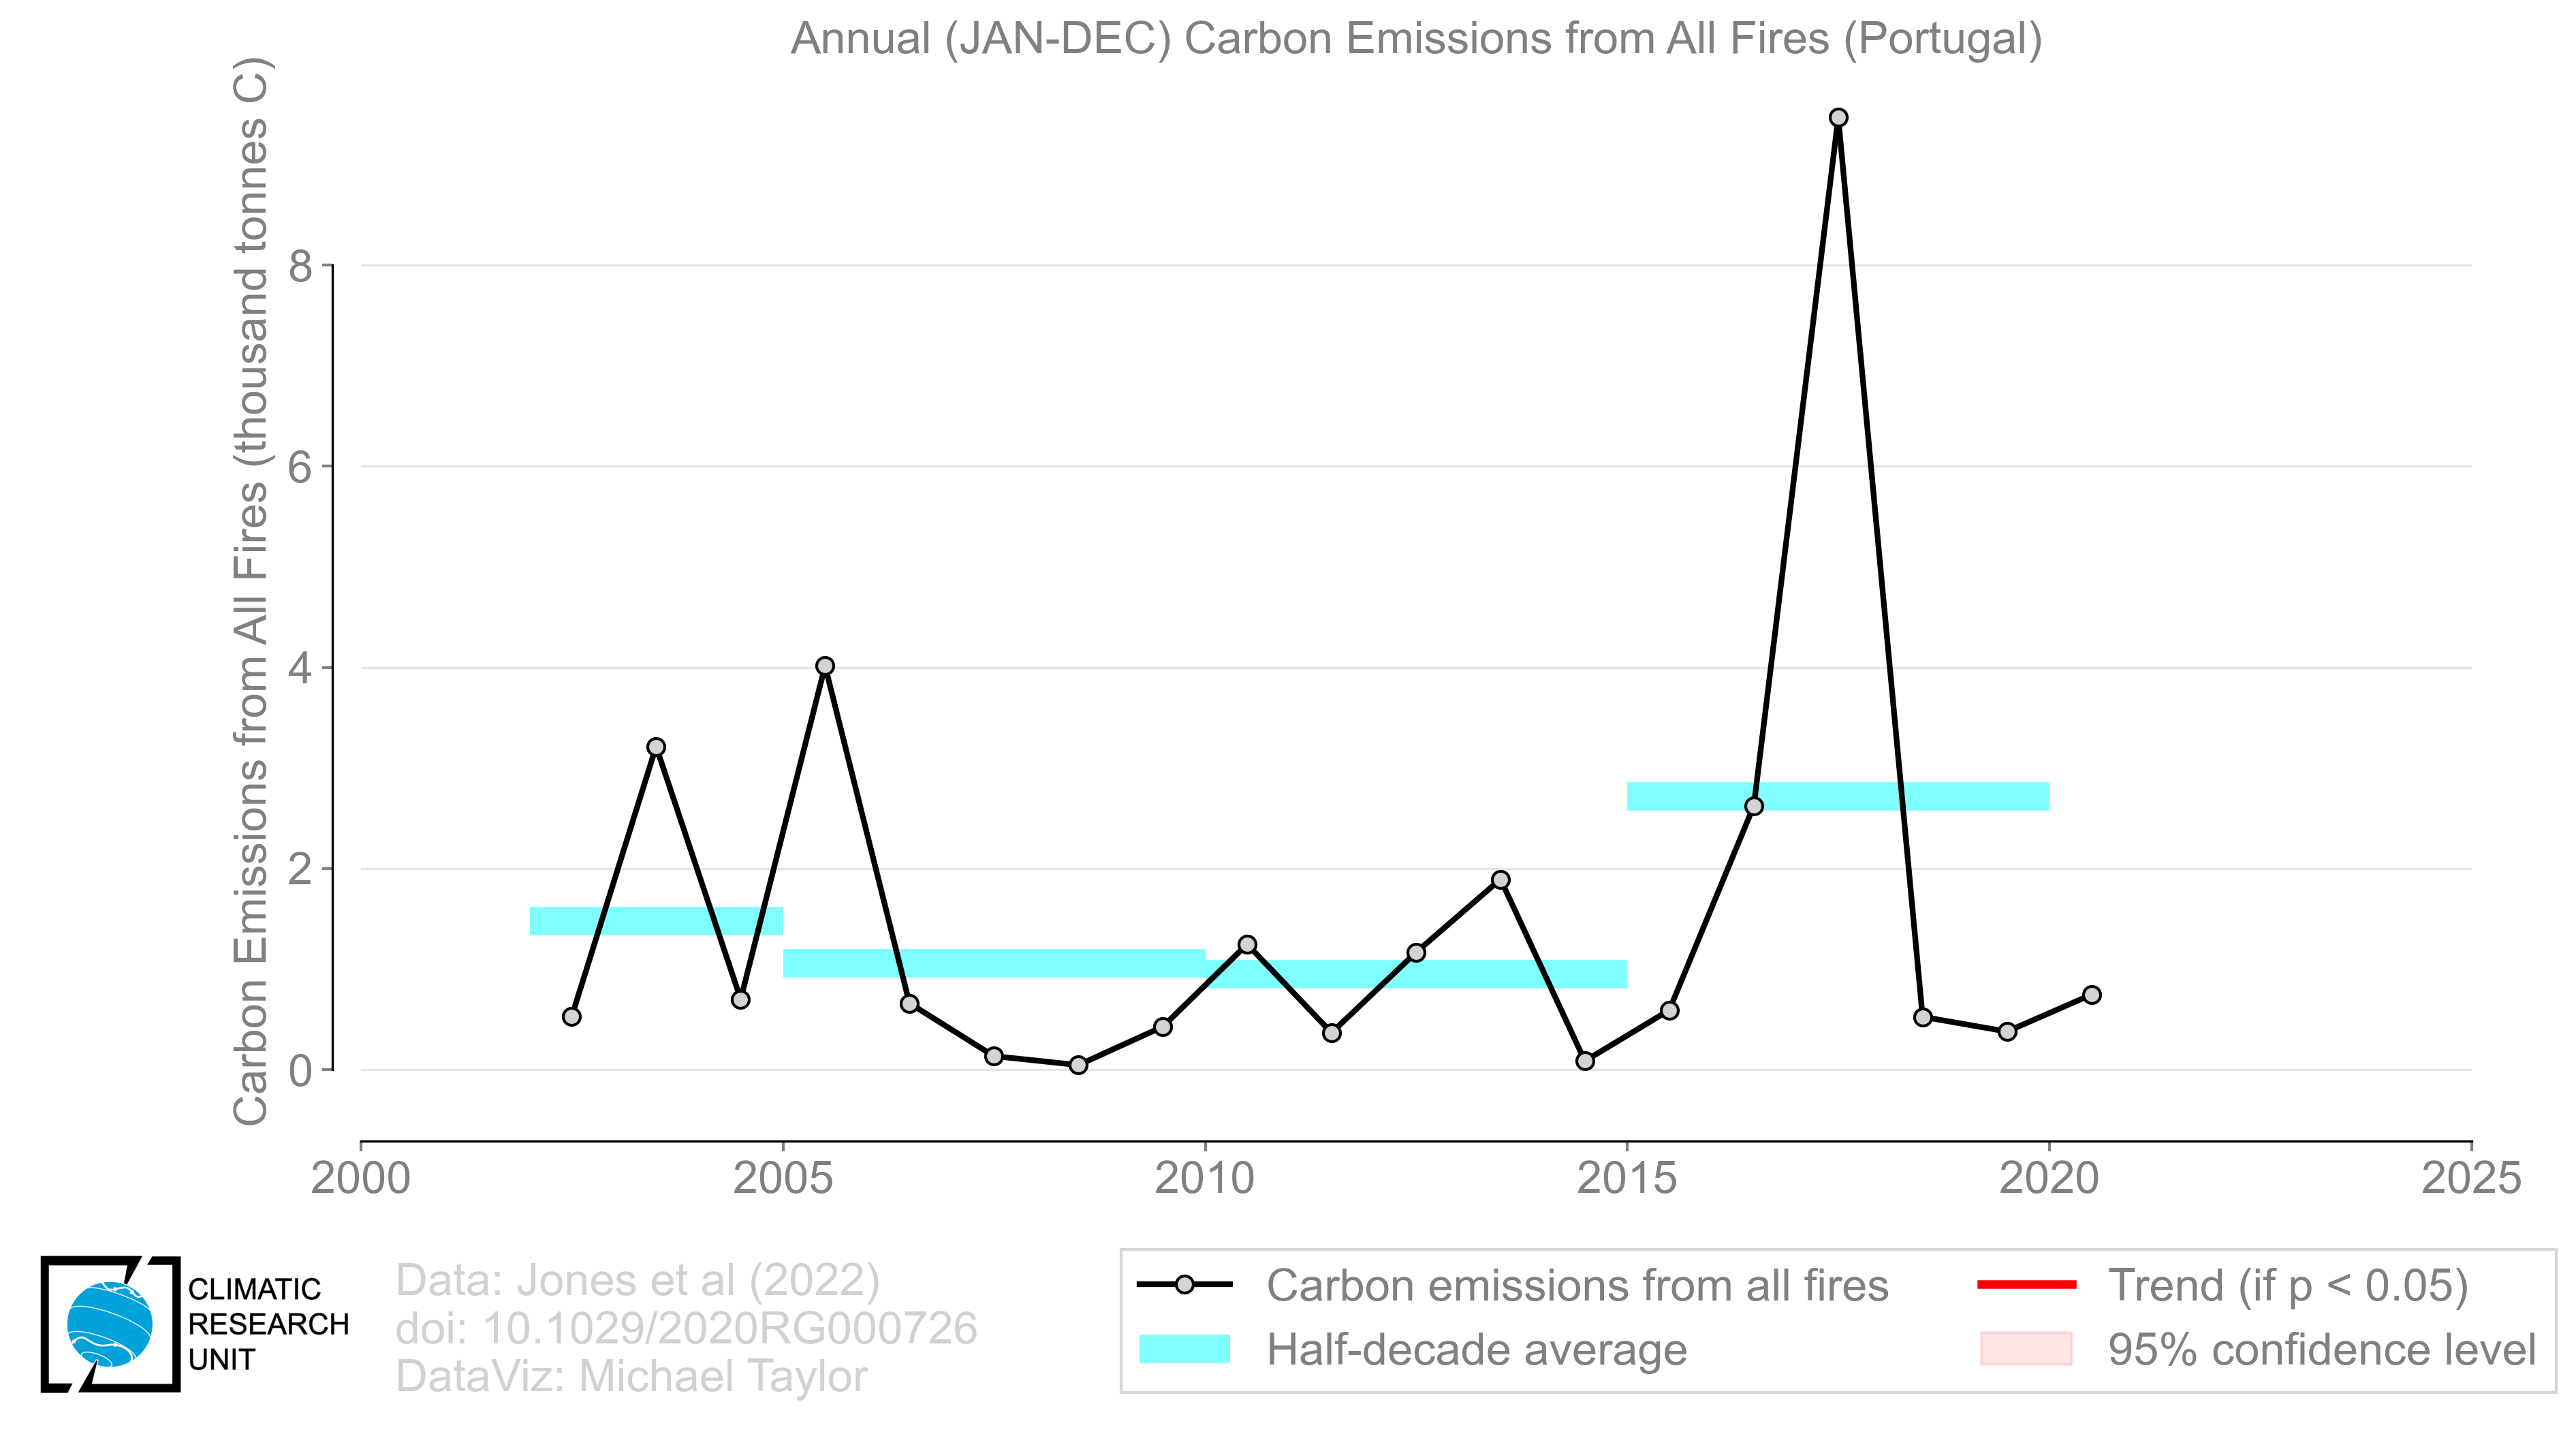 Annual (JAN-DEC) Carbon Emissions from All Fires (Portugal)
Carbon Emissions from All Fires (thousand tonnes C)
8
6
4
2
0
2000
2005
2010
2015
2020
2025
CLIMATIC
RESEARCH
UNIT
Data: Jones et al (2022)
doi: 10.1029/2020RG000726
DataViz: Michael Taylor
Carbon emissions from all fires
Half-decade average
Trend (if p < 0.05)
95% confidence level